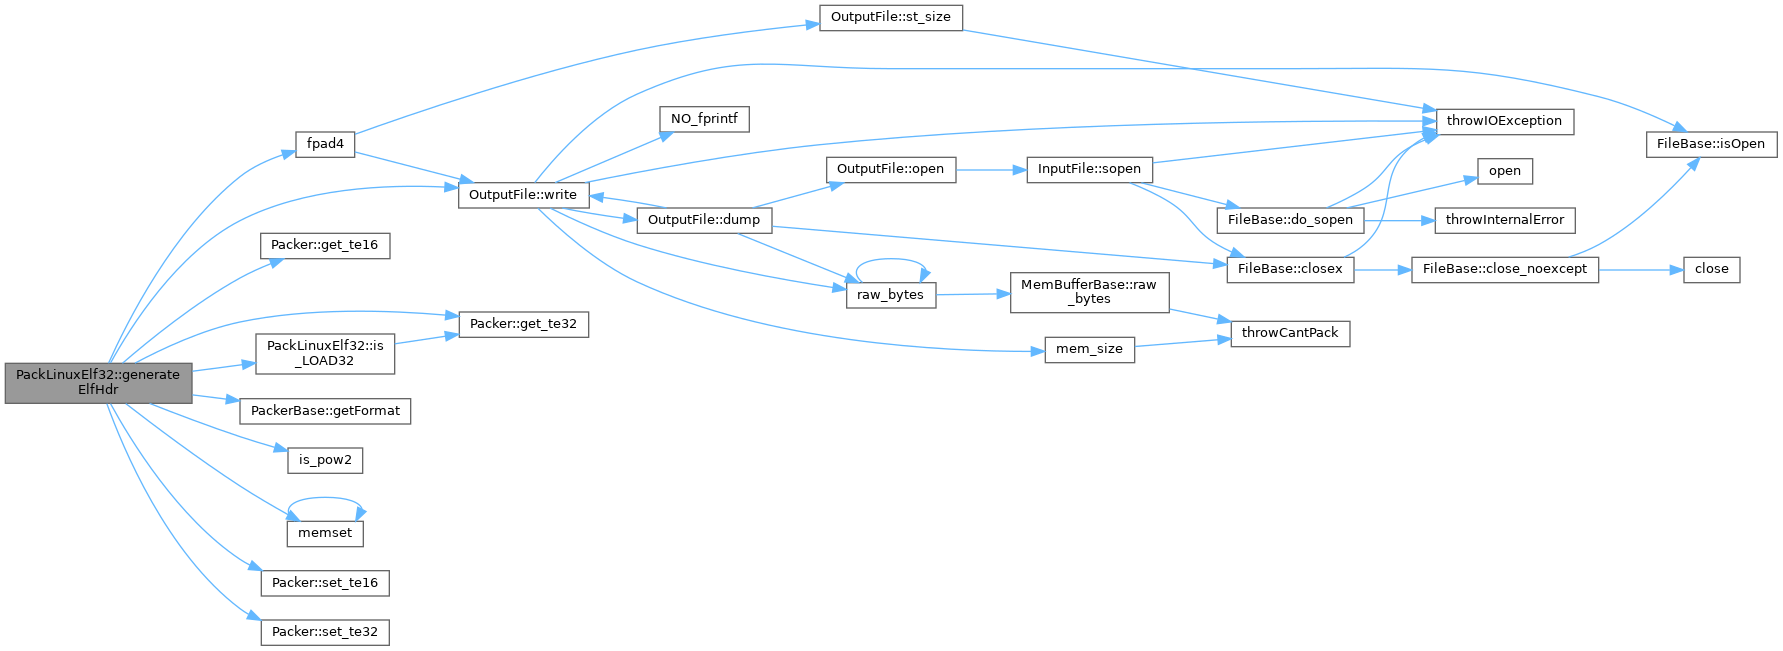 OutputFile::st_size
NO_fprintf
throwIOException
fpad4
FileBase::isOpen
OutputFile::open
InputFile::sopen
open
OutputFile::write
OutputFile::dump
FileBase::do_sopen
throwInternalError
Packer::get_te16
FileBase::closex
FileBase::close_noexcept
close
raw_bytes
MemBufferBase::raw
_bytes
Packer::get_te32
throwCantPack
PackLinuxElf32::is
_LOAD32
mem_size
PackLinuxElf32::generate
ElfHdr
PackerBase::getFormat
is_pow2
memset
Packer::set_te16
Packer::set_te32